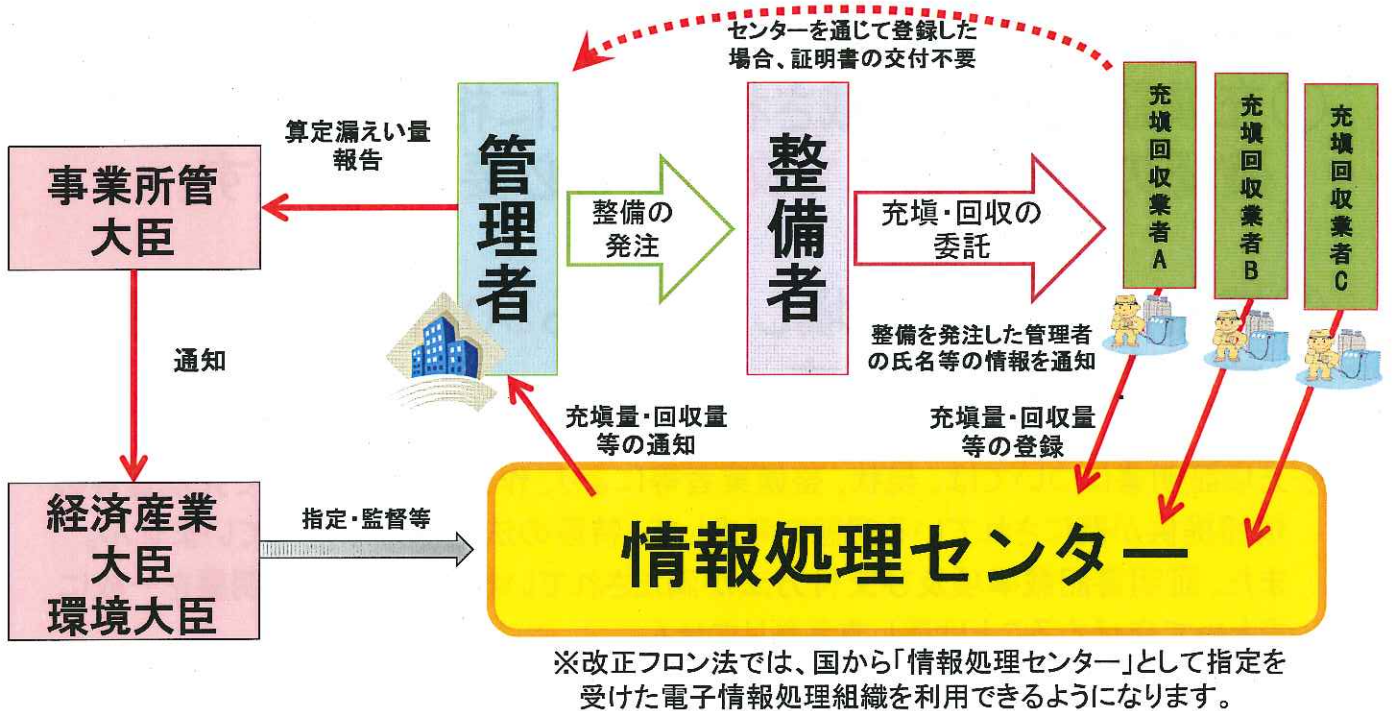 センターを通じて登録した
場合、証明書の交付不要
算定漏えい量
報告
事業所管
大臣
管理者
整備の
発注
整備者
充塡・回収の
委託
充塡回収業者A
充塡回収業者B
充塡回収業者C
整備を発注した管理者
の氏名等の情報を通知
通知
充塡量・回収量
等の通知
充塡量・回収量
等の登録
経済産業
大臣
環境大臣
指定・監督等
情報処理センター
※改正フロン法では、国から「情報処理センター」として指定を
受けた電子情報処理組織を利用できるようになります。